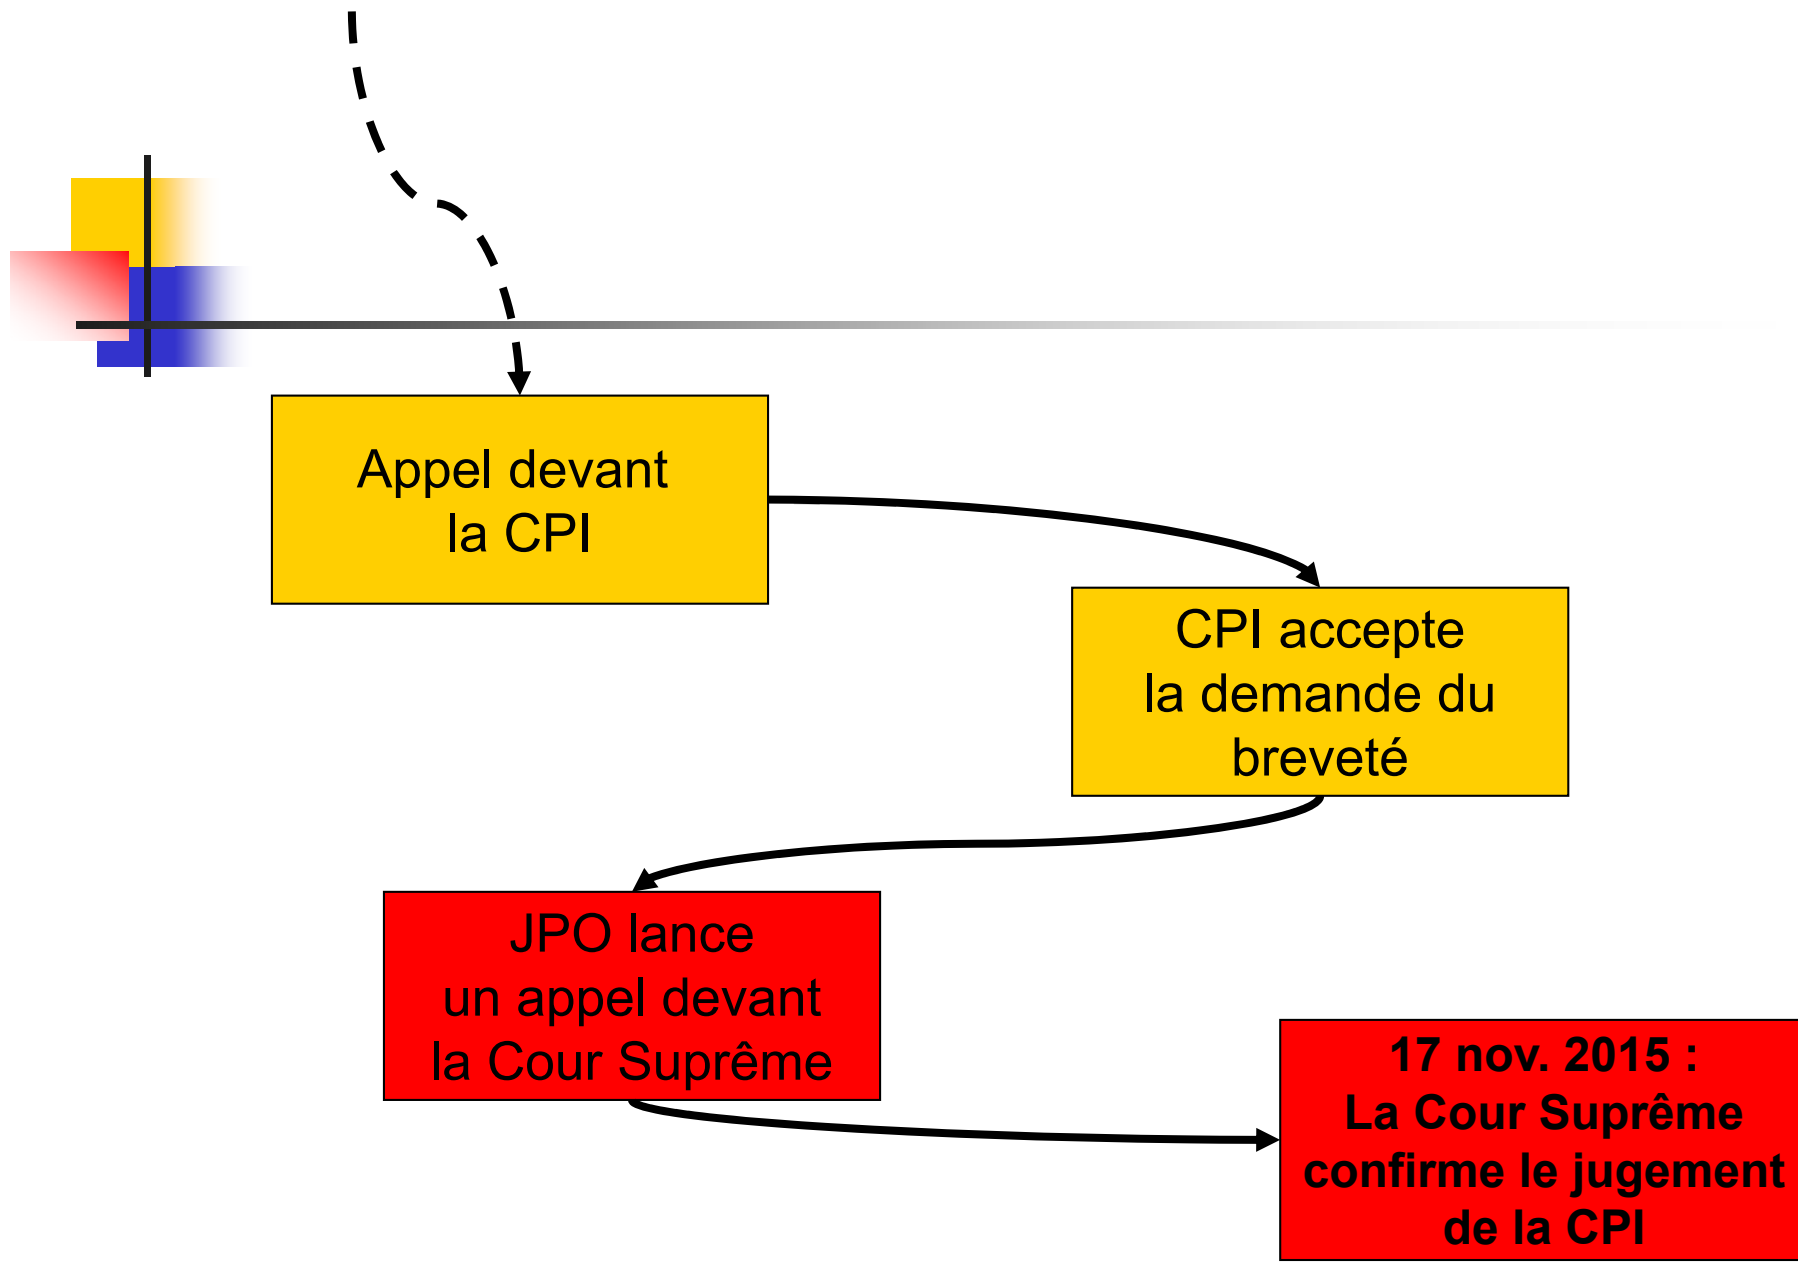 Appel devant
la CPI
CPI accepte
la demande du
breveté
JPO lance
un appel devant
la Cour Suprême
17 nov. 2015 :
La Cour Suprême
confirme le jugement
de la CPI